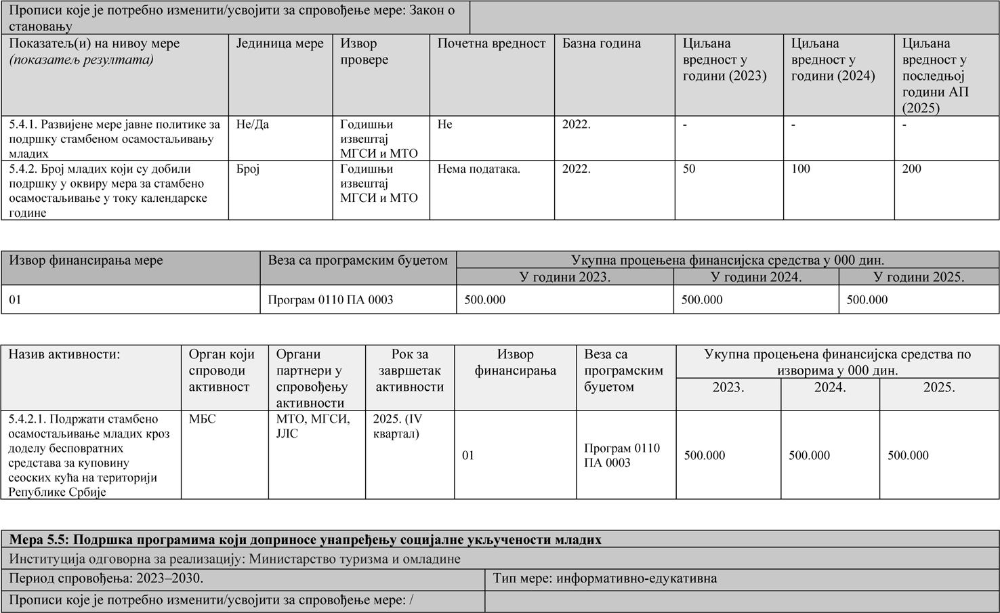 Прописи које је потребно изменити/усвојити за спровођење мере: Закон о
становању
Показатељ(и) на нивоу мере
(показатељ резултата)
Јединица мере
Извор
провере
Почетна вредност
Базна година
Циљана
вредност у
години (2023)
Циљана
вредност у
години (2024)
Циљана
вредност у
последњој
години АП
(2025)
5.4.1. Развијене мере јавне политике за
подршку стамбеном осамостаљивању
младих
Не/Да
Годишњи
извештај
МГСИ и МТО
Не
2022.
-
-
-
5.4.2. Број младих који су добили
подршку у оквиру мера за стамбено
осамостаљивање у току календарске
године
Број
Годишњи
извештај
МГСИ и МТО
Нема података.
2022.
50
100
200
Извор финансирања мере
Веза са програмским буџетом
Укупна процењена финансијска средства у 000 дин.
У години 2023.
У години 2024.
У години 2025.
01
Програм 0110 ПА 0003
500.000
500.000
500.000
Назив активности:
Орган који
спроводи
активност
Органи
партнери у
спровођењу
активности
Рок за
завршетак
активности
Извор
финансирања
Веза са
програмским
буџетом
Укупна процењена финансијска средства по
изворима у 000 дин.
2023.
2024.
2025.
5.4.2.1. Подржати стамбено
осамостаљивање младих кроз
доделу бесповратних
средстава за куповину
сеоских кућа на територији
Републике Србије
МБС
МТО, МГСИ,
ЈЛС
2025. (IV
квартал)
01
Програм 0110
ПА 0003
500.000
500.000
500.000
Мера 5.5: Подршка програмима који доприносе унапређењу социјалне укључености младих
Институција одговорна за реализацију: Министарство туризма и омладине
Период спровођења: 2023–2030.
Тип мере: информативно-едукативна
Прописи које је потребно изменити/усвојити за спровођење мере: /